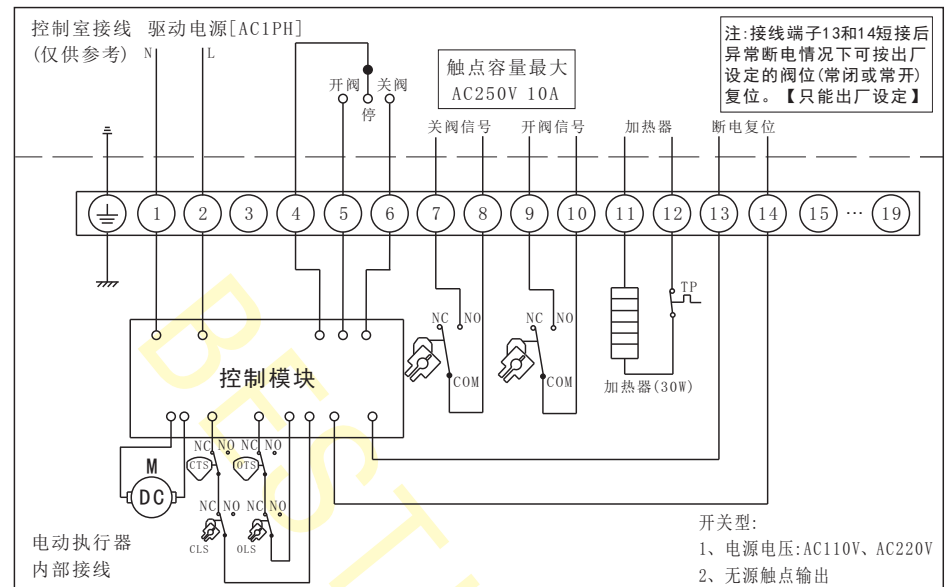 控制室接线
(仅供参考)
驱动电源[AC1PH]
N
L
开阀
关阀
停
触点容量最大
AC250V 10A
注:接线端子13和14短接后
异常断电情况下可按出厂
设定的阀位(常闭或常开)
复位。【只能出厂设定】
关阀信号
开阀信号
加热器
断电复位
1
2
3
4
5
6
7
8
9
10
11
12
13
14
15
…
19
TP
NC
NO
COM
NC
NO
COM
加热器(30W)
控制模块
M
DC
NC
NO
NC
NO
CTS
OTS
NC
NO
NC
NO
CLS
OLS
电动执行器
内部接线
开关型:
1、电源电压:AC110V、AC220V
2、无源触点输出